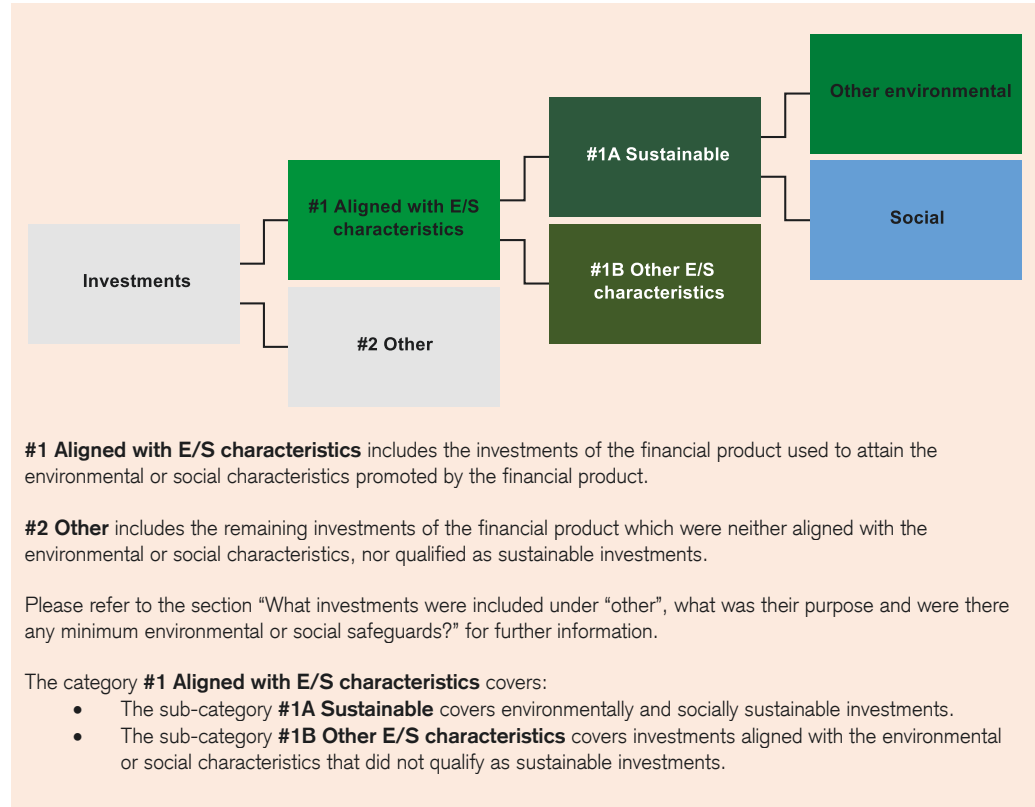 Other environmental
#1A Sustainable
#1 Aligned with E/S
characteristics
Social
Investments
#1B Other E/S
characteristics
#2 Other
#1 Aligned with E/S characteristics includes the investments of the financial product used to attain the
environmental or social characteristics promoted by the financial product.
#2 Other includes the remaining investments of the financial product which were neither aligned with the
environmental or social characteristics, nor qualified as sustainable investments.
Please refer to the section “What investments were included under “other”, what was their purpose and were there
any minimum environmental or social safeguards?” for further information.
The category #1 Aligned with E/S characteristics covers:
• The sub-category #1A Sustainable covers environmentally and socially sustainable investments.
• The sub-category #1B Other E/S characteristics covers investments aligned with the environmental
or social characteristics that did not qualify as sustainable investments.